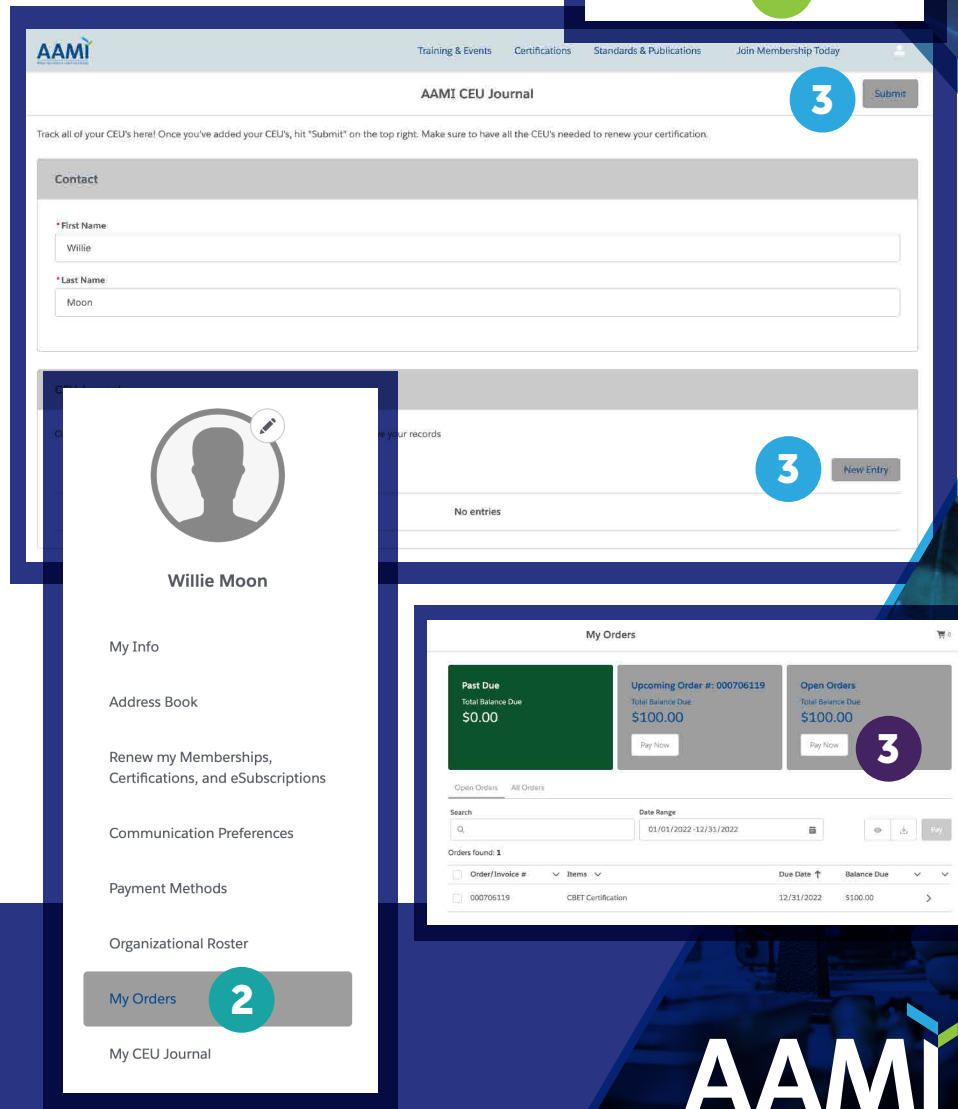 AAMI
Training & Events Certifications Standards & Publications Join Membership Today
AAMI CEU Journal
3
Submit
Track all of your CEU's here! Once you've added your CEU's, hit "Submit" on the top right. Make sure to have all the CEU's needed to renew your certification.
Contact
*First Name
Willie
*Last Name
Moon
your records
3
New Entry
No entries
Willie Moon
My Info
Address Book
Renew my Memberships,
Certifications, and eSubscriptions
Communication Preferences
Payment Methods
Organizational Roster
My Orders
2
My CEU Journal
My Orders
0
Past Due
Total Balance Due
$0.00
Upcoming Order #: 000706119
Total Balance Due
$100.00
Pay Now
Open Orders
Total Balance Due
$100.00
Pay Now
3
Open Orders All Orders
Search
Date Range
01/01/2022-12/31/2022
Pay
Orders found: 1
Order/Invoice # Items Due Date Balance Due
000706119 CBET Certification 12/31/2022 $100.00
AAMI